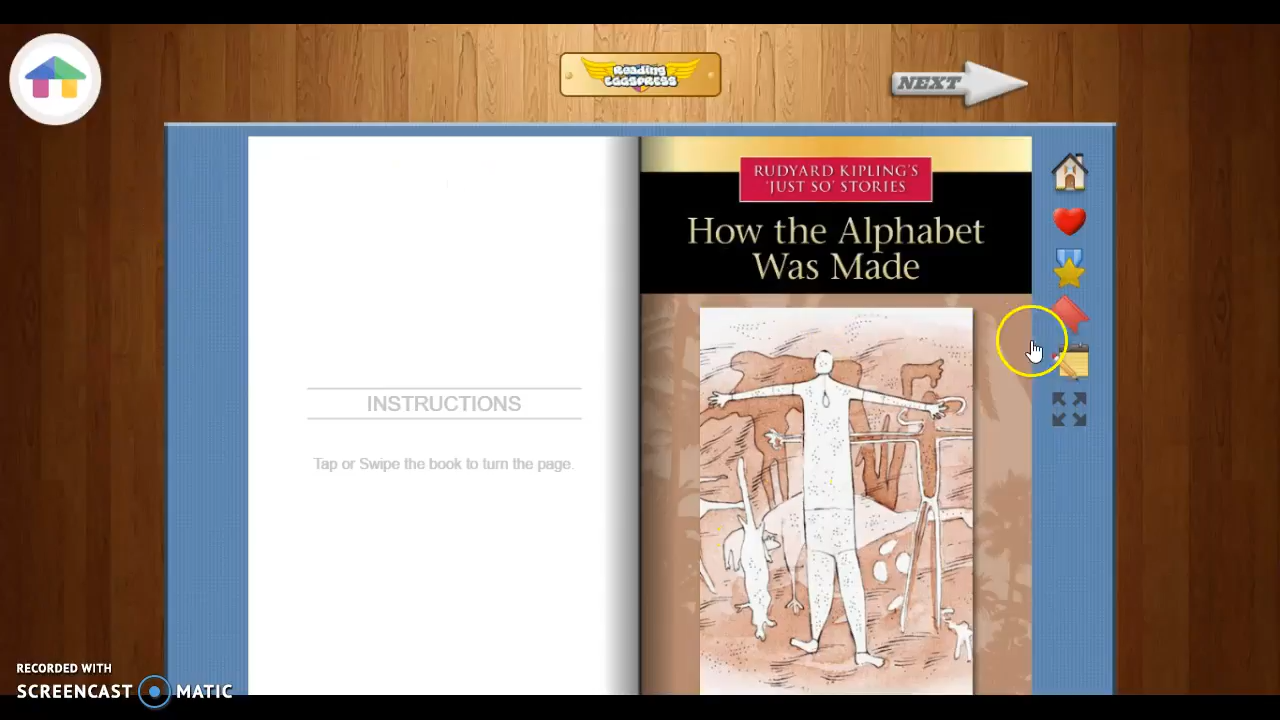 Reading
EGGSPRESS
NEXT
RUDYARD KIPLING'S
'JUST SO' STORIES
How the Alphabet
Was Made
INSTRUCTIONS
Tap or Swipe the book to turn the page.
RECORDED WITH
SCREENCAST MATIC